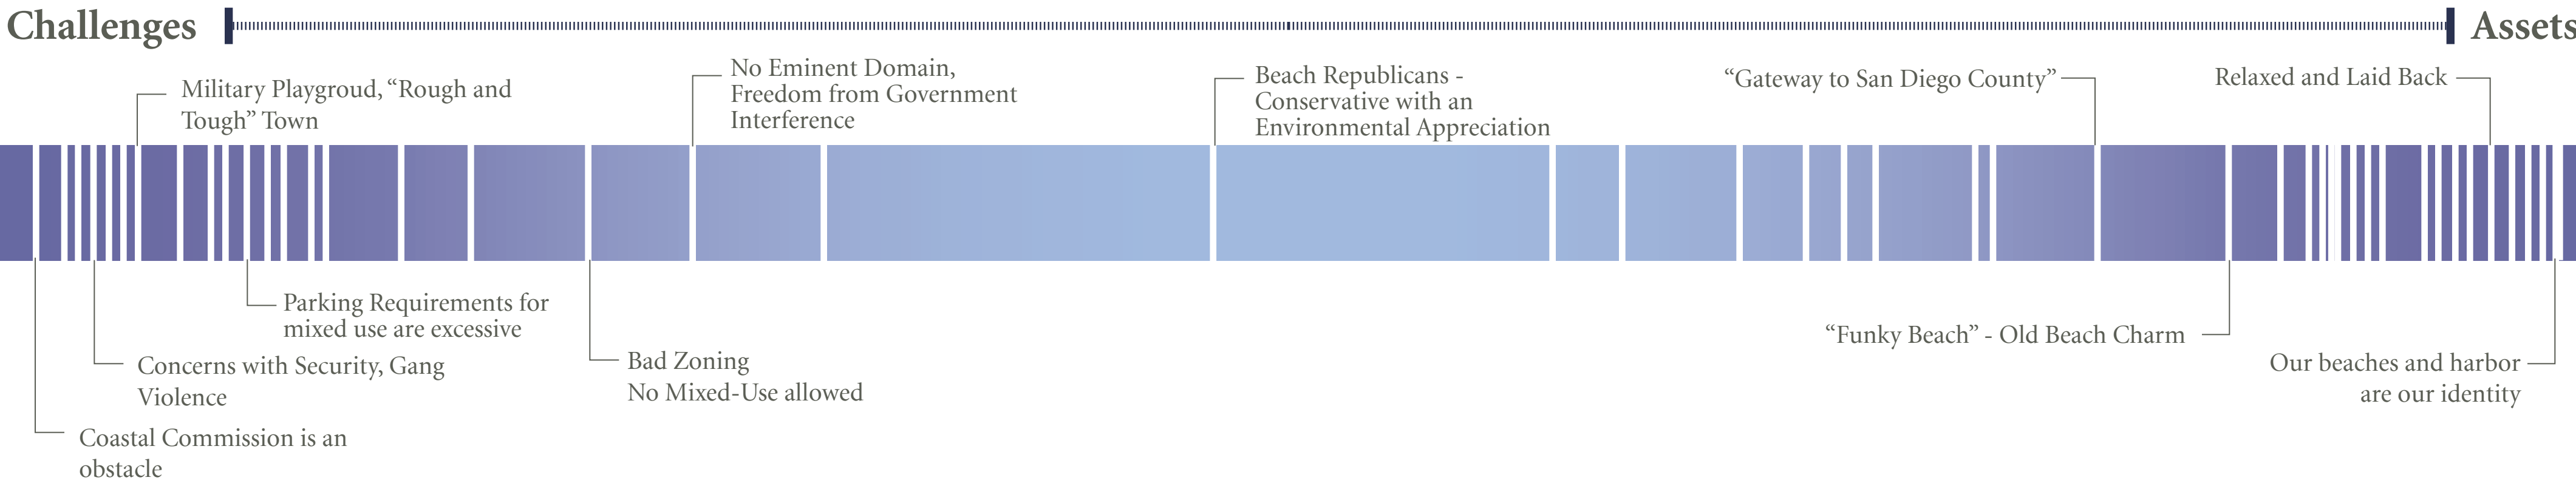 Challenges
Assets
Military Playgroud, “Rough and
Tough” Town
No Eminent Domain,
Freedom from Government
Interference
Beach Republicans -
Conservative with an
Environmental Appreciation
“Gateway to San Diego County”
Relaxed and Laid Back
Parking Requirements for
mixed use are excessive
Concerns with Security, Gang
Violence
Coastal Commission is an
obstacle
Bad Zoning
No Mixed-Use allowed
“Funky Beach” - Old Beach Charm
Our beaches and harbor
are our identity